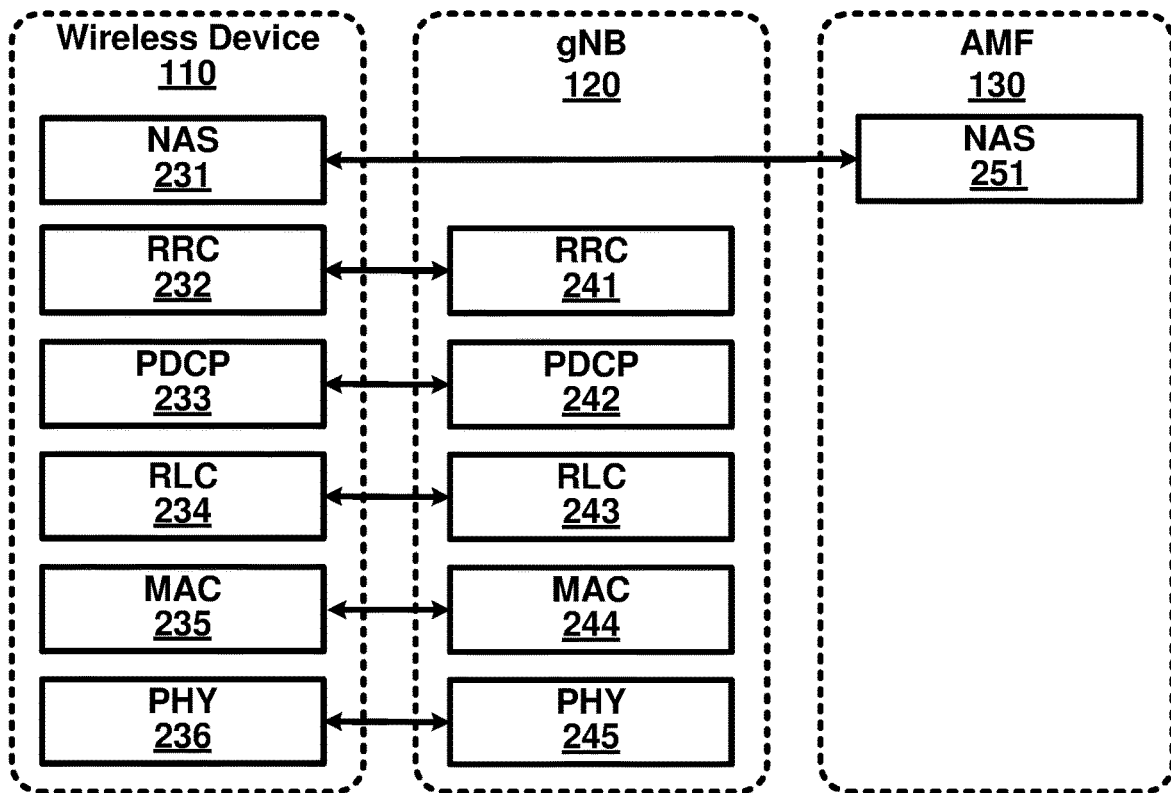 Wireless Device
110
gNB
120
AMF
130
NAS
231
NAS
251
RRC
232
RRC
241
PDCP
233
PDCP
242
RLC
234
RLC
243
MAC
235
MAC
244
PHY
236
PHY
245